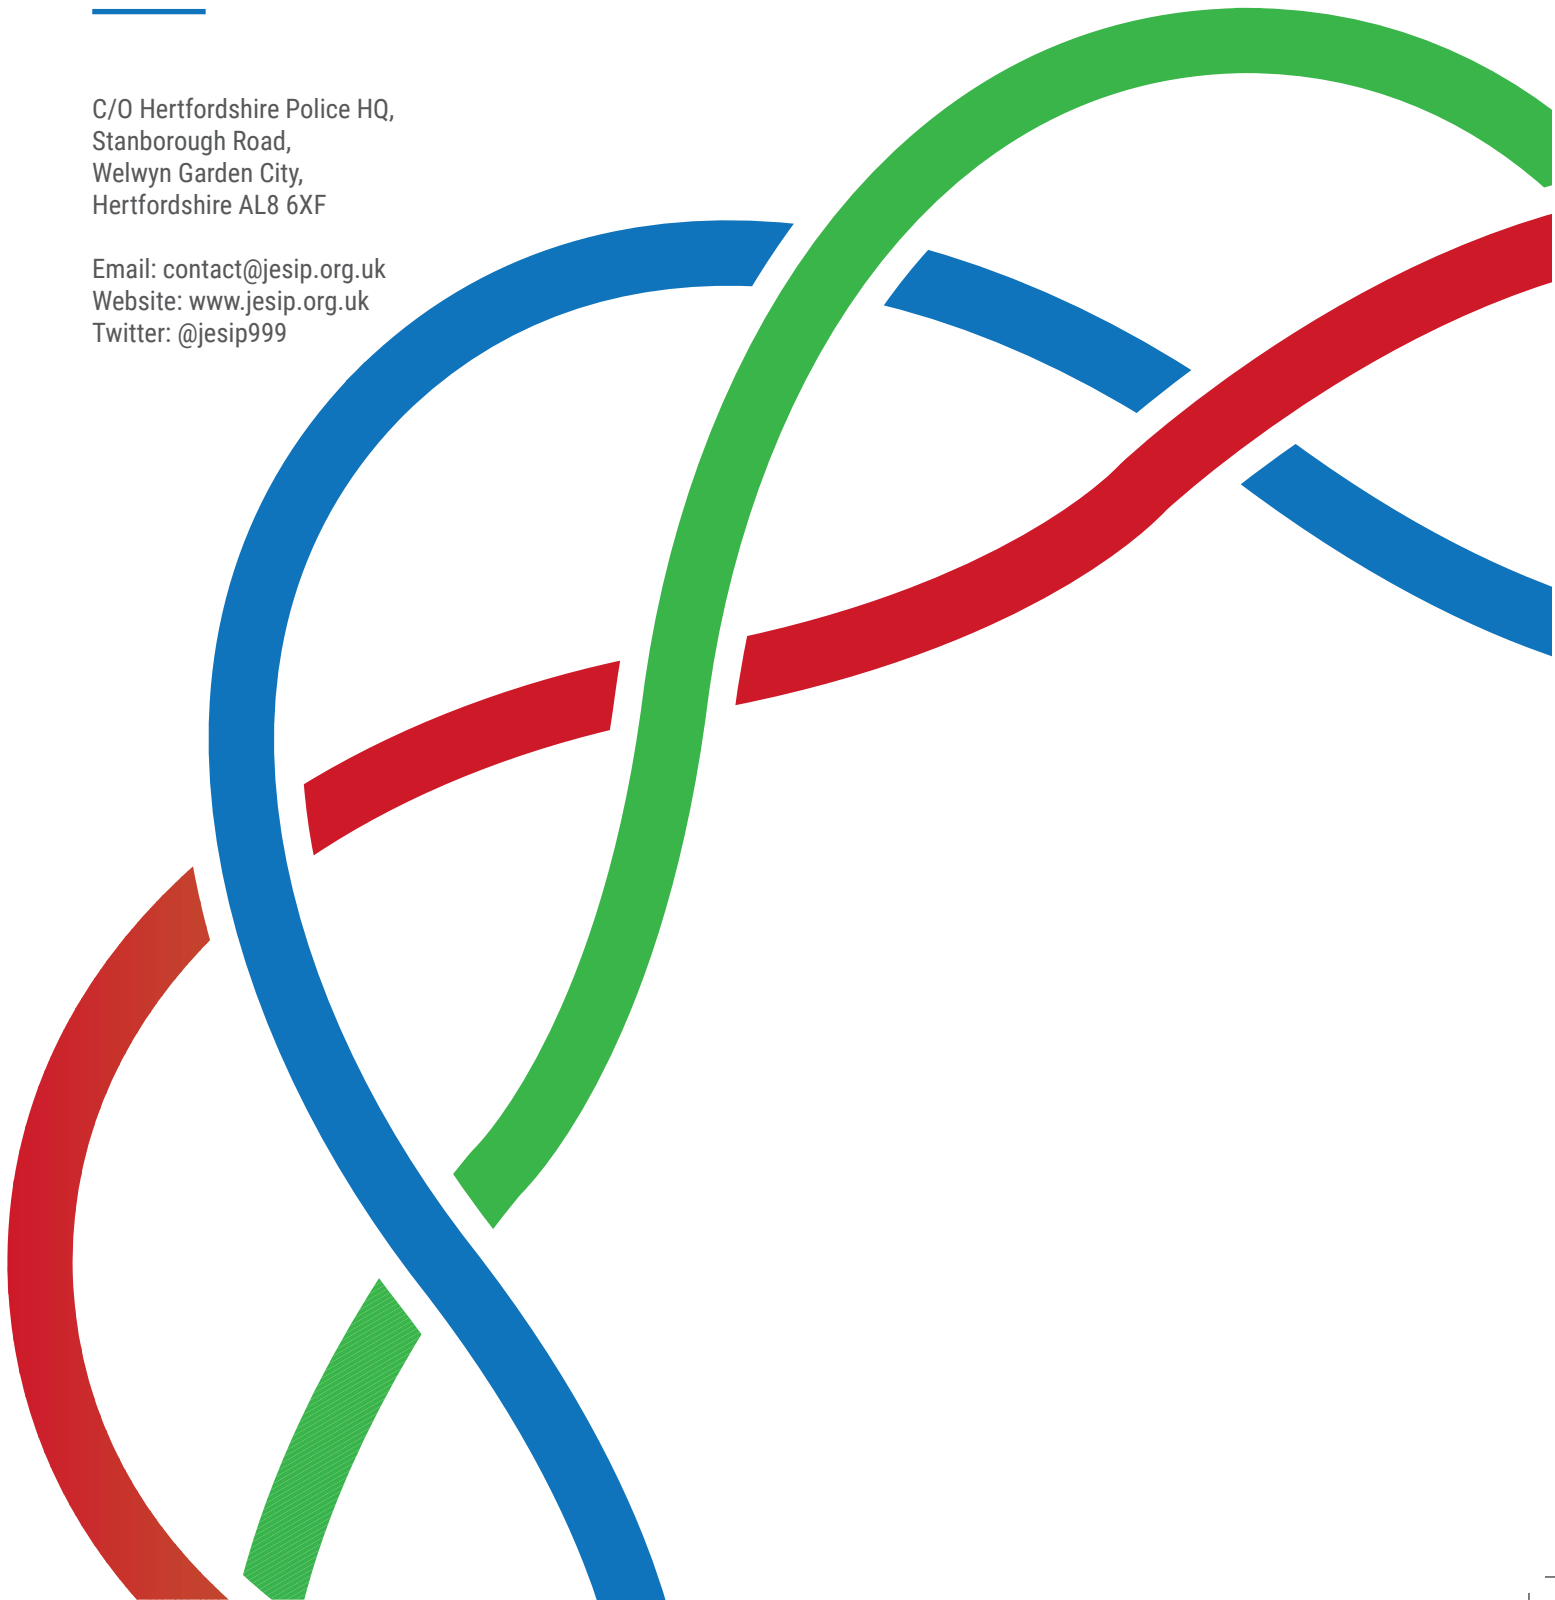 C/O Hertfordshire Police HQ,
Stanborough Road,
Welwyn Garden City,
Hertfordshire AL8 6XF
Email: contact@jesip.org.uk
Website: www.jesip.org.uk
Twitter: @jesip999